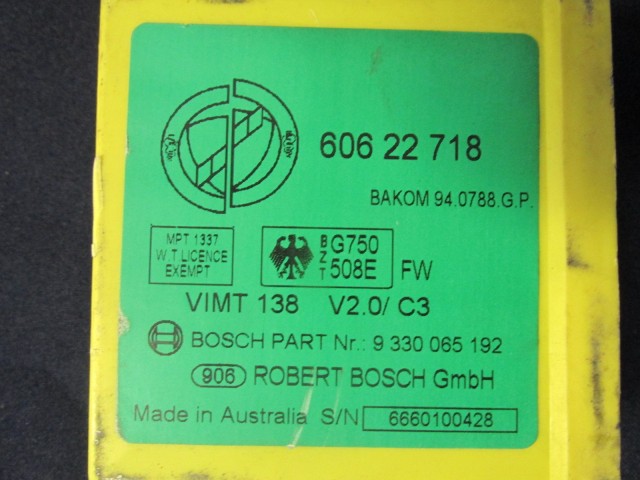 606 22 718
BAKOM 94.0788.G.P.
MPT 1337
W.T.LICENCE
EXEMPT
BZT G750
508E FW
VIMT 138 V2.0/ C3
BOSCH PART Nr.: 9 330 065 192
906 ROBERT BOSCH GmbH
Made in Australia S/N 6660100428